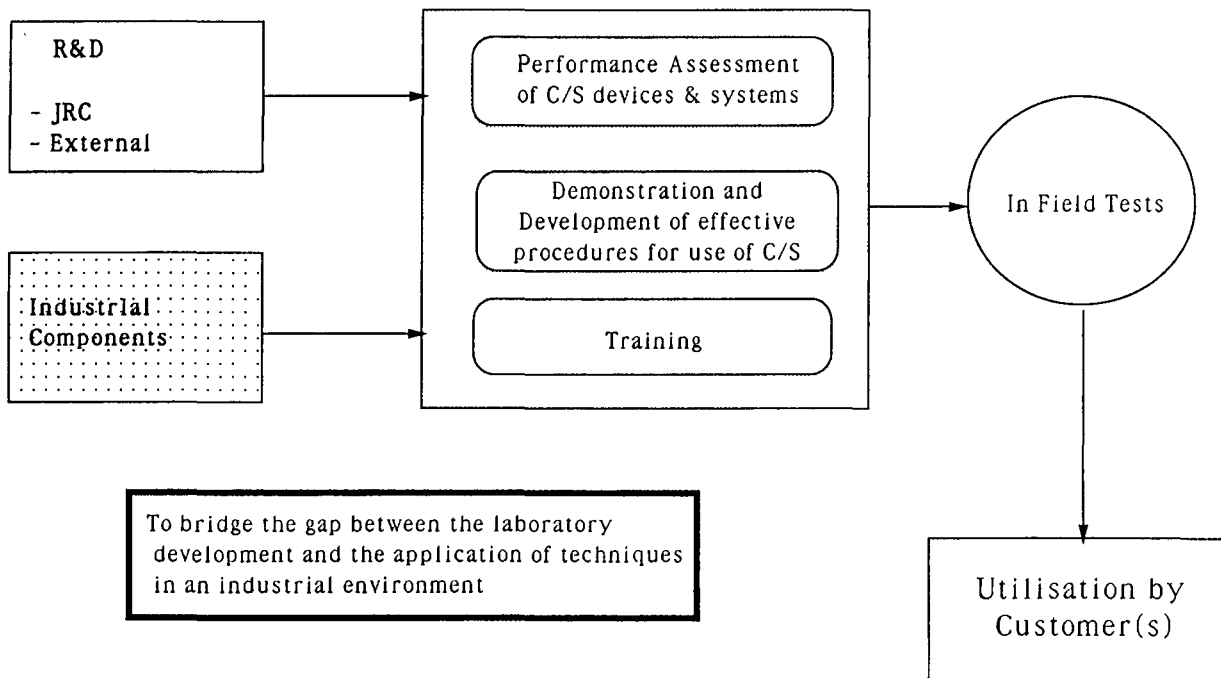 R&D
- JRC
- External
Industrial
Components
Performance Assessment
of C/S devices & systems
Demonstration and
Development of effective
procedures for use of C/S
Training
In Field Tests
To bridge the gap between the laboratory
development and the application of techniques
in an industrial environment
Utilisation by
Customer(s)